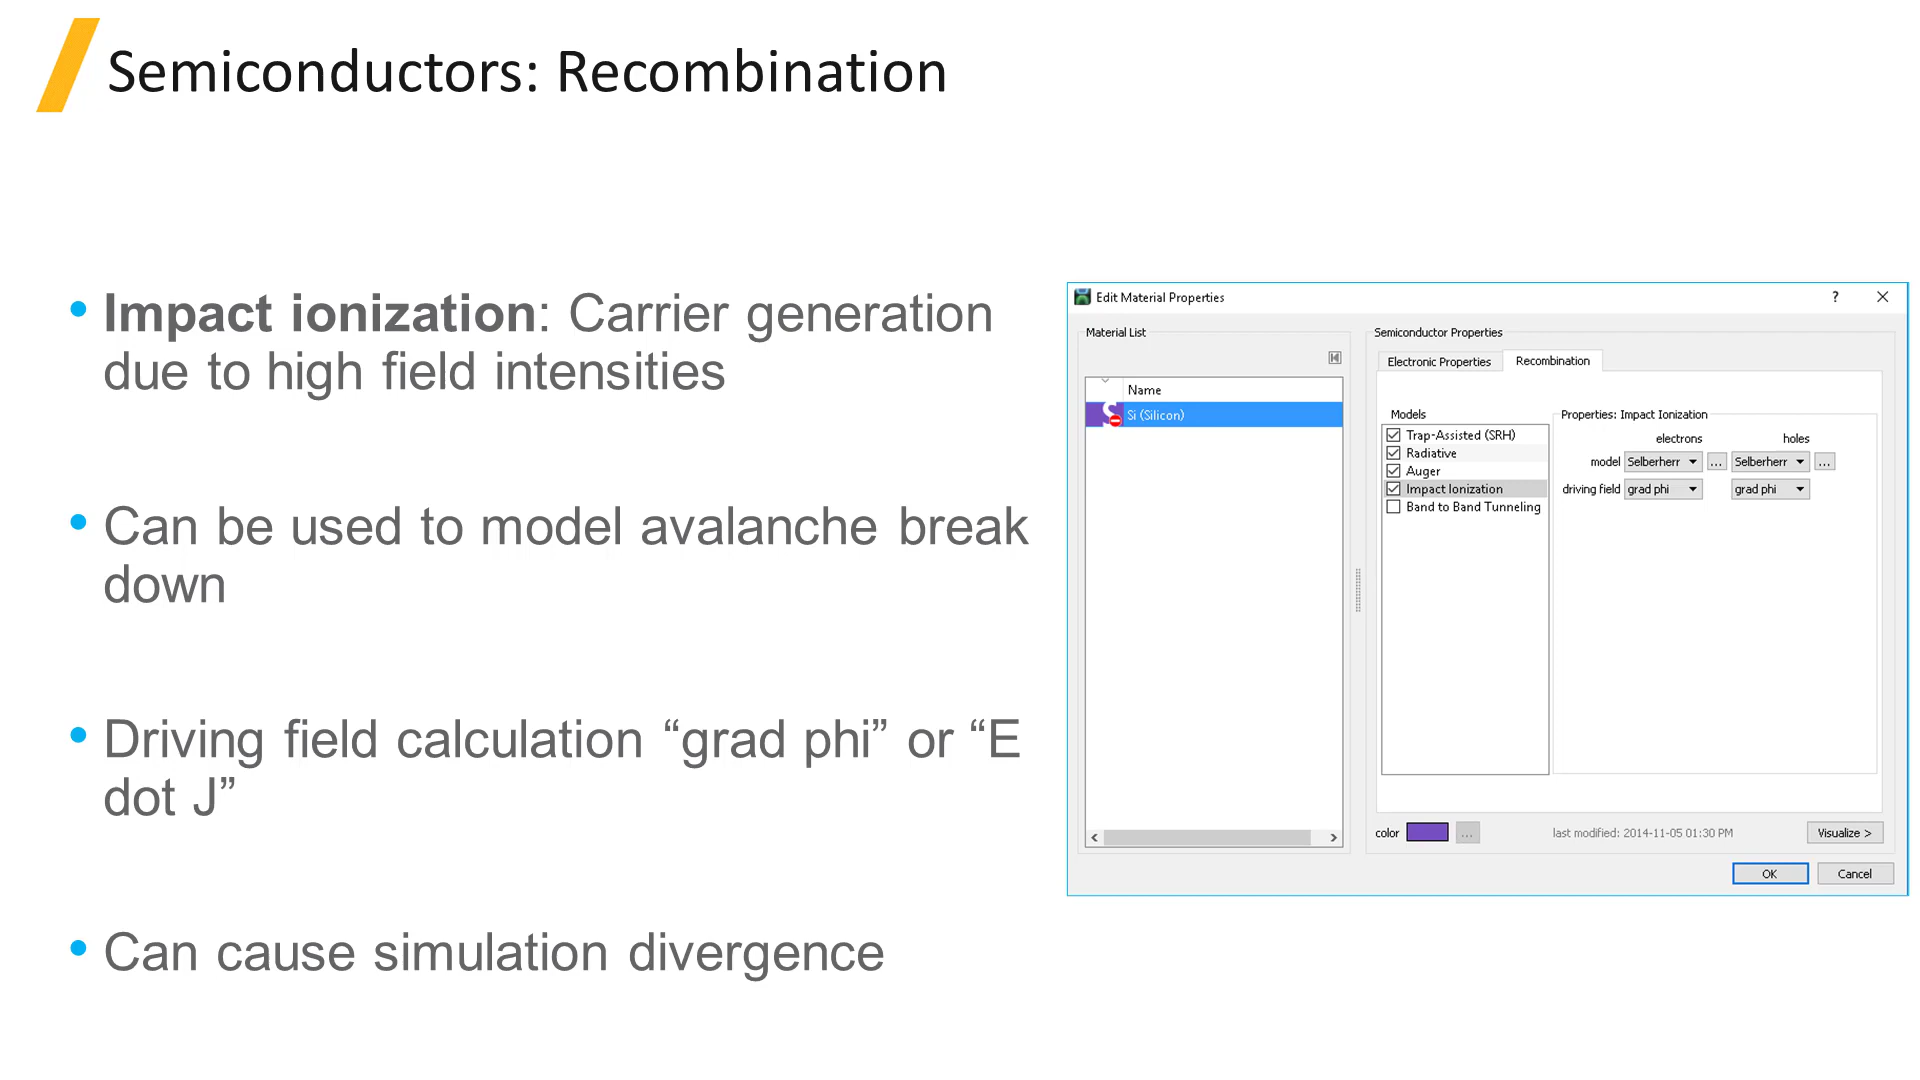 Semiconductors: Recombination
• Impact ionization: Carrier generation
due to high field intensities
• Can be used to model avalanche break
down
• Driving field calculation “grad phi” or “E
dot J”
• Can cause simulation divergence
Edit Material Properties
?
Material List
Name
Si (Silicon)
Semiconductor Properties
Electronic Properties Recombination
Models
Trap-Assisted (SRH)
Radiative
Auger
Impact Ionization
Band to Band Tunneling
Properties: Impact Ionization
electrons holes
model Selberherr ... Selberherr ...
driving field grad phi grad phi
color ... last modified: 2014-11-05 01:30 PM Visualize >
OK Cancel